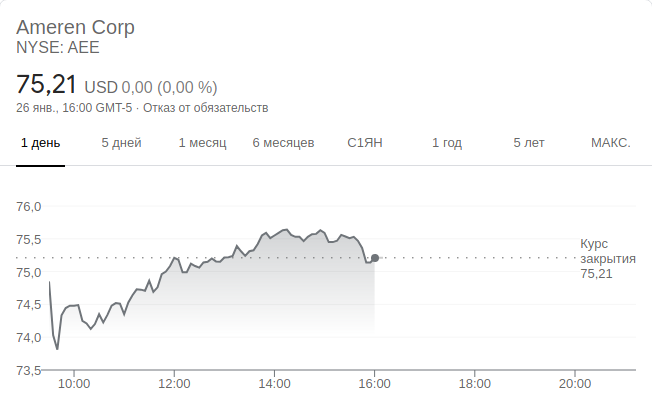 Ameren Corp
NYSE: AEE
75,21 USD 0,00 (0,00 %)
26 янв., 16:00 GMT-5 · Отказ от обязательств
1 день 5 дней 1 месяц 6 месяцев С1ЯН 1 год 5 лет МАКС.
76,0
75,5
Курс
закрытия
75,21
75,0
74,5
74,0
73,5
10:00 12:00 14:00 16:00 18:00 20:00